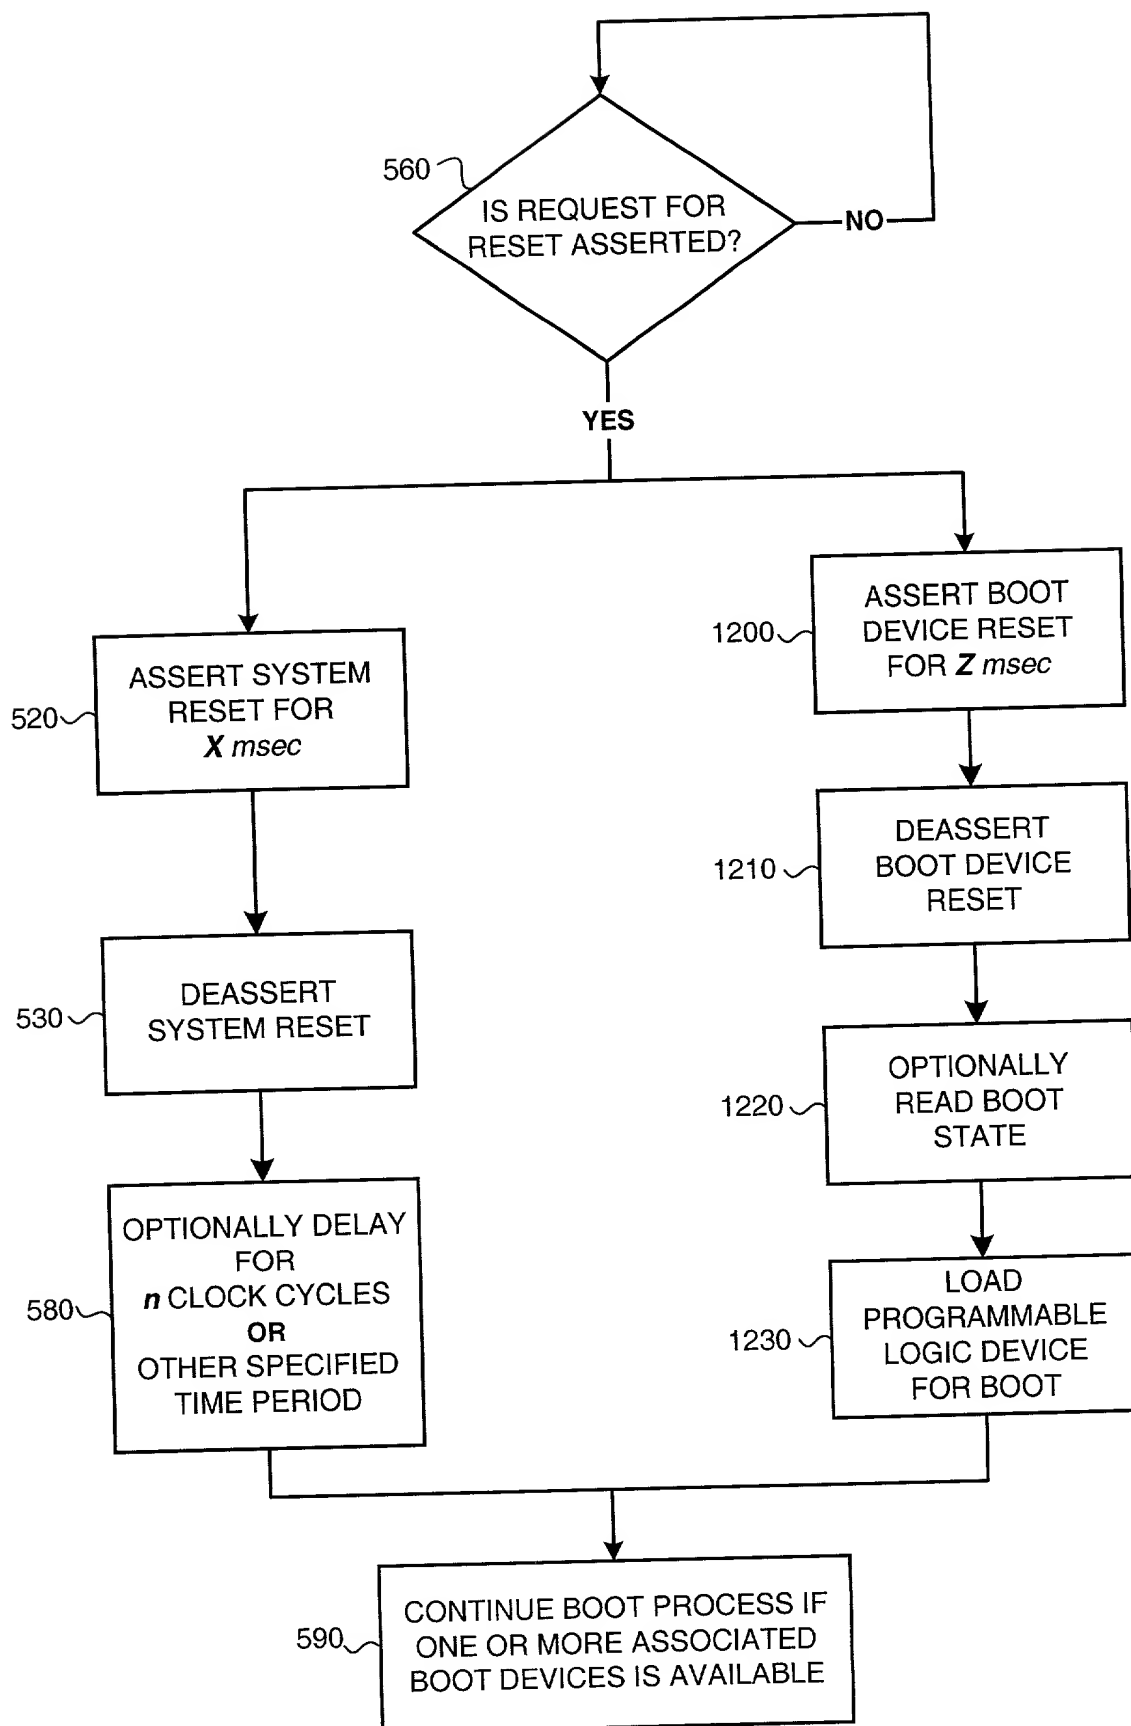 560
IS REQUEST FOR
RESET ASSERTED?
NO
YES
520
ASSERT SYSTEM
RESET FOR
X msec
530
DEASSERT
SYSTEM RESET
580
OPTIONALLY DELAY
FOR
n CLOCK CYCLES
OR
OTHER SPECIFIED
TIME PERIOD
1200
ASSERT BOOT
DEVICE RESET
FOR Z msec
1210
DEASSERT
BOOT DEVICE
RESET
1220
OPTIONALLY
READ BOOT
STATE
1230
LOAD
PROGRAMMABLE
LOGIC DEVICE
FOR BOOT
590
CONTINUE BOOT PROCESS IF
ONE OR MORE ASSOCIATED
BOOT DEVICES IS AVAILABLE